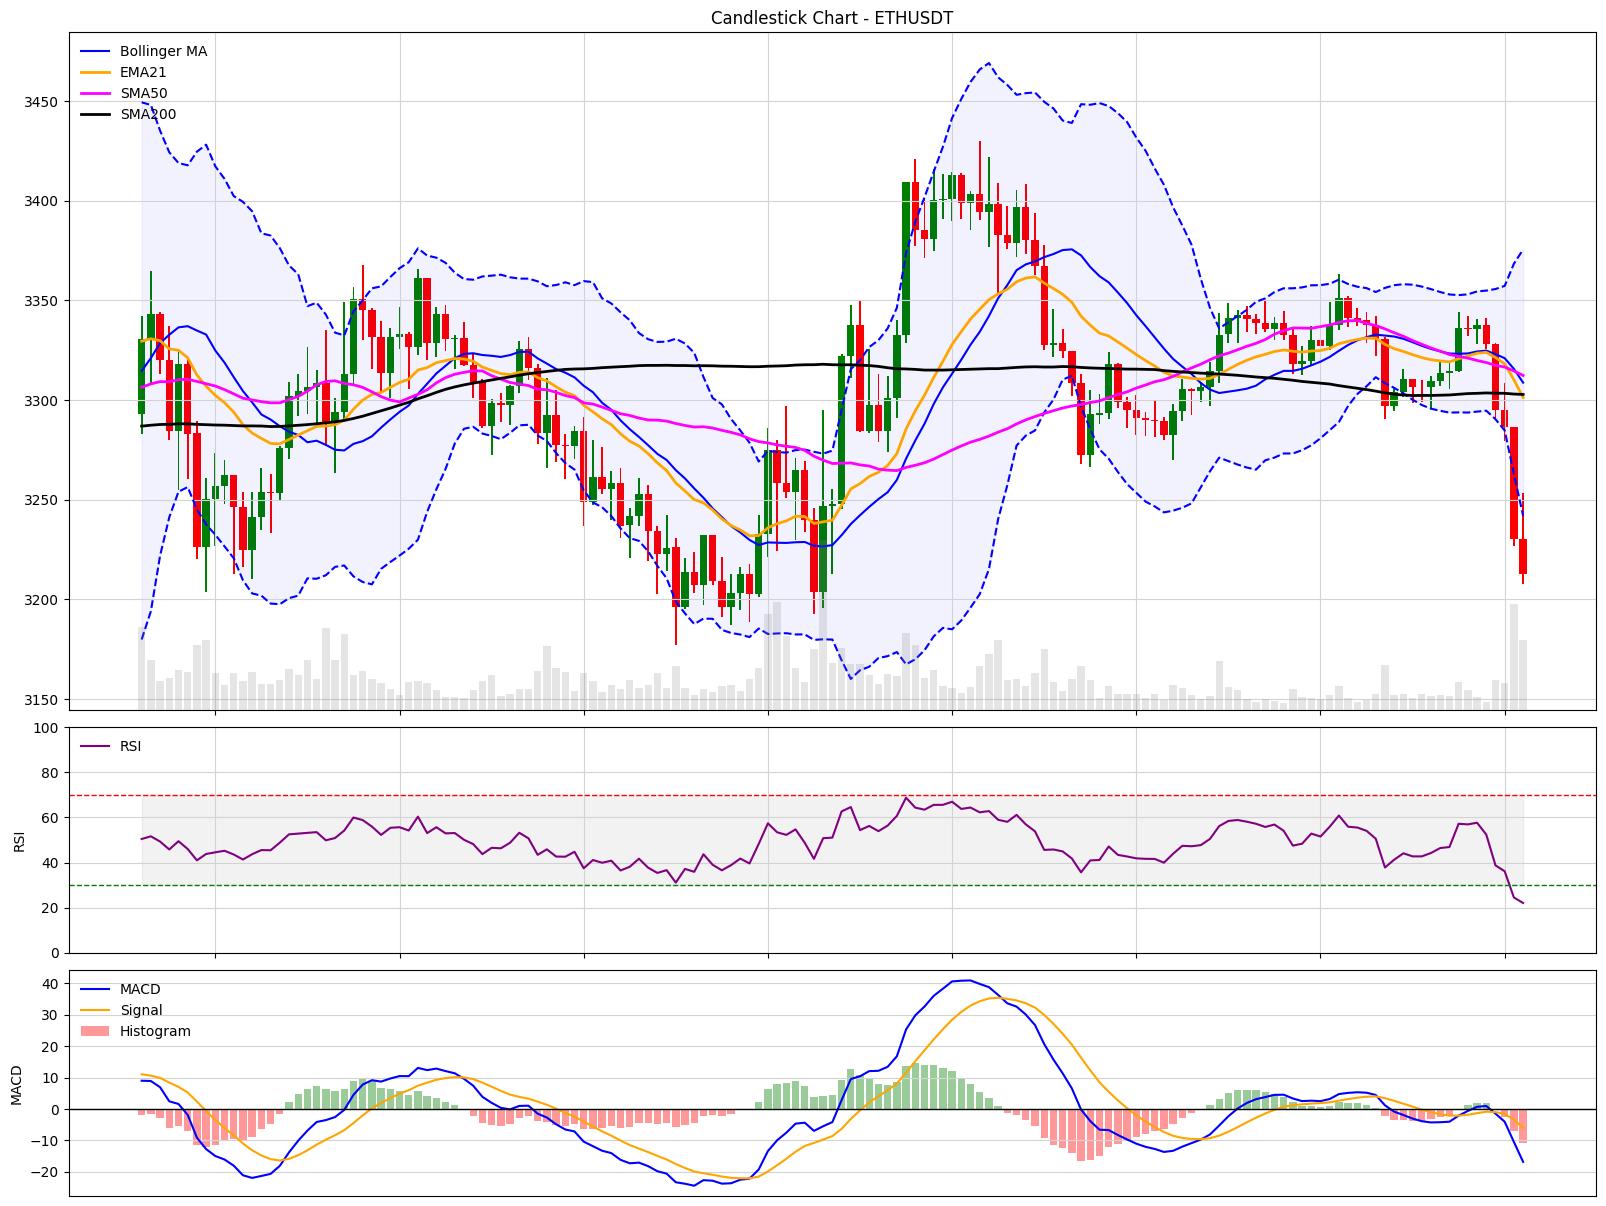 Candlestick Chart - ETHUSDT
Bollinger MA
EMA21
SMA50
SMA200
3450
3400
3350
3300
3250
3200
3150
RSI
100
80
60
40
20
0
RSI
MACD
Signal
Histogram
40
30
20
10
0
−10
−20
MACD